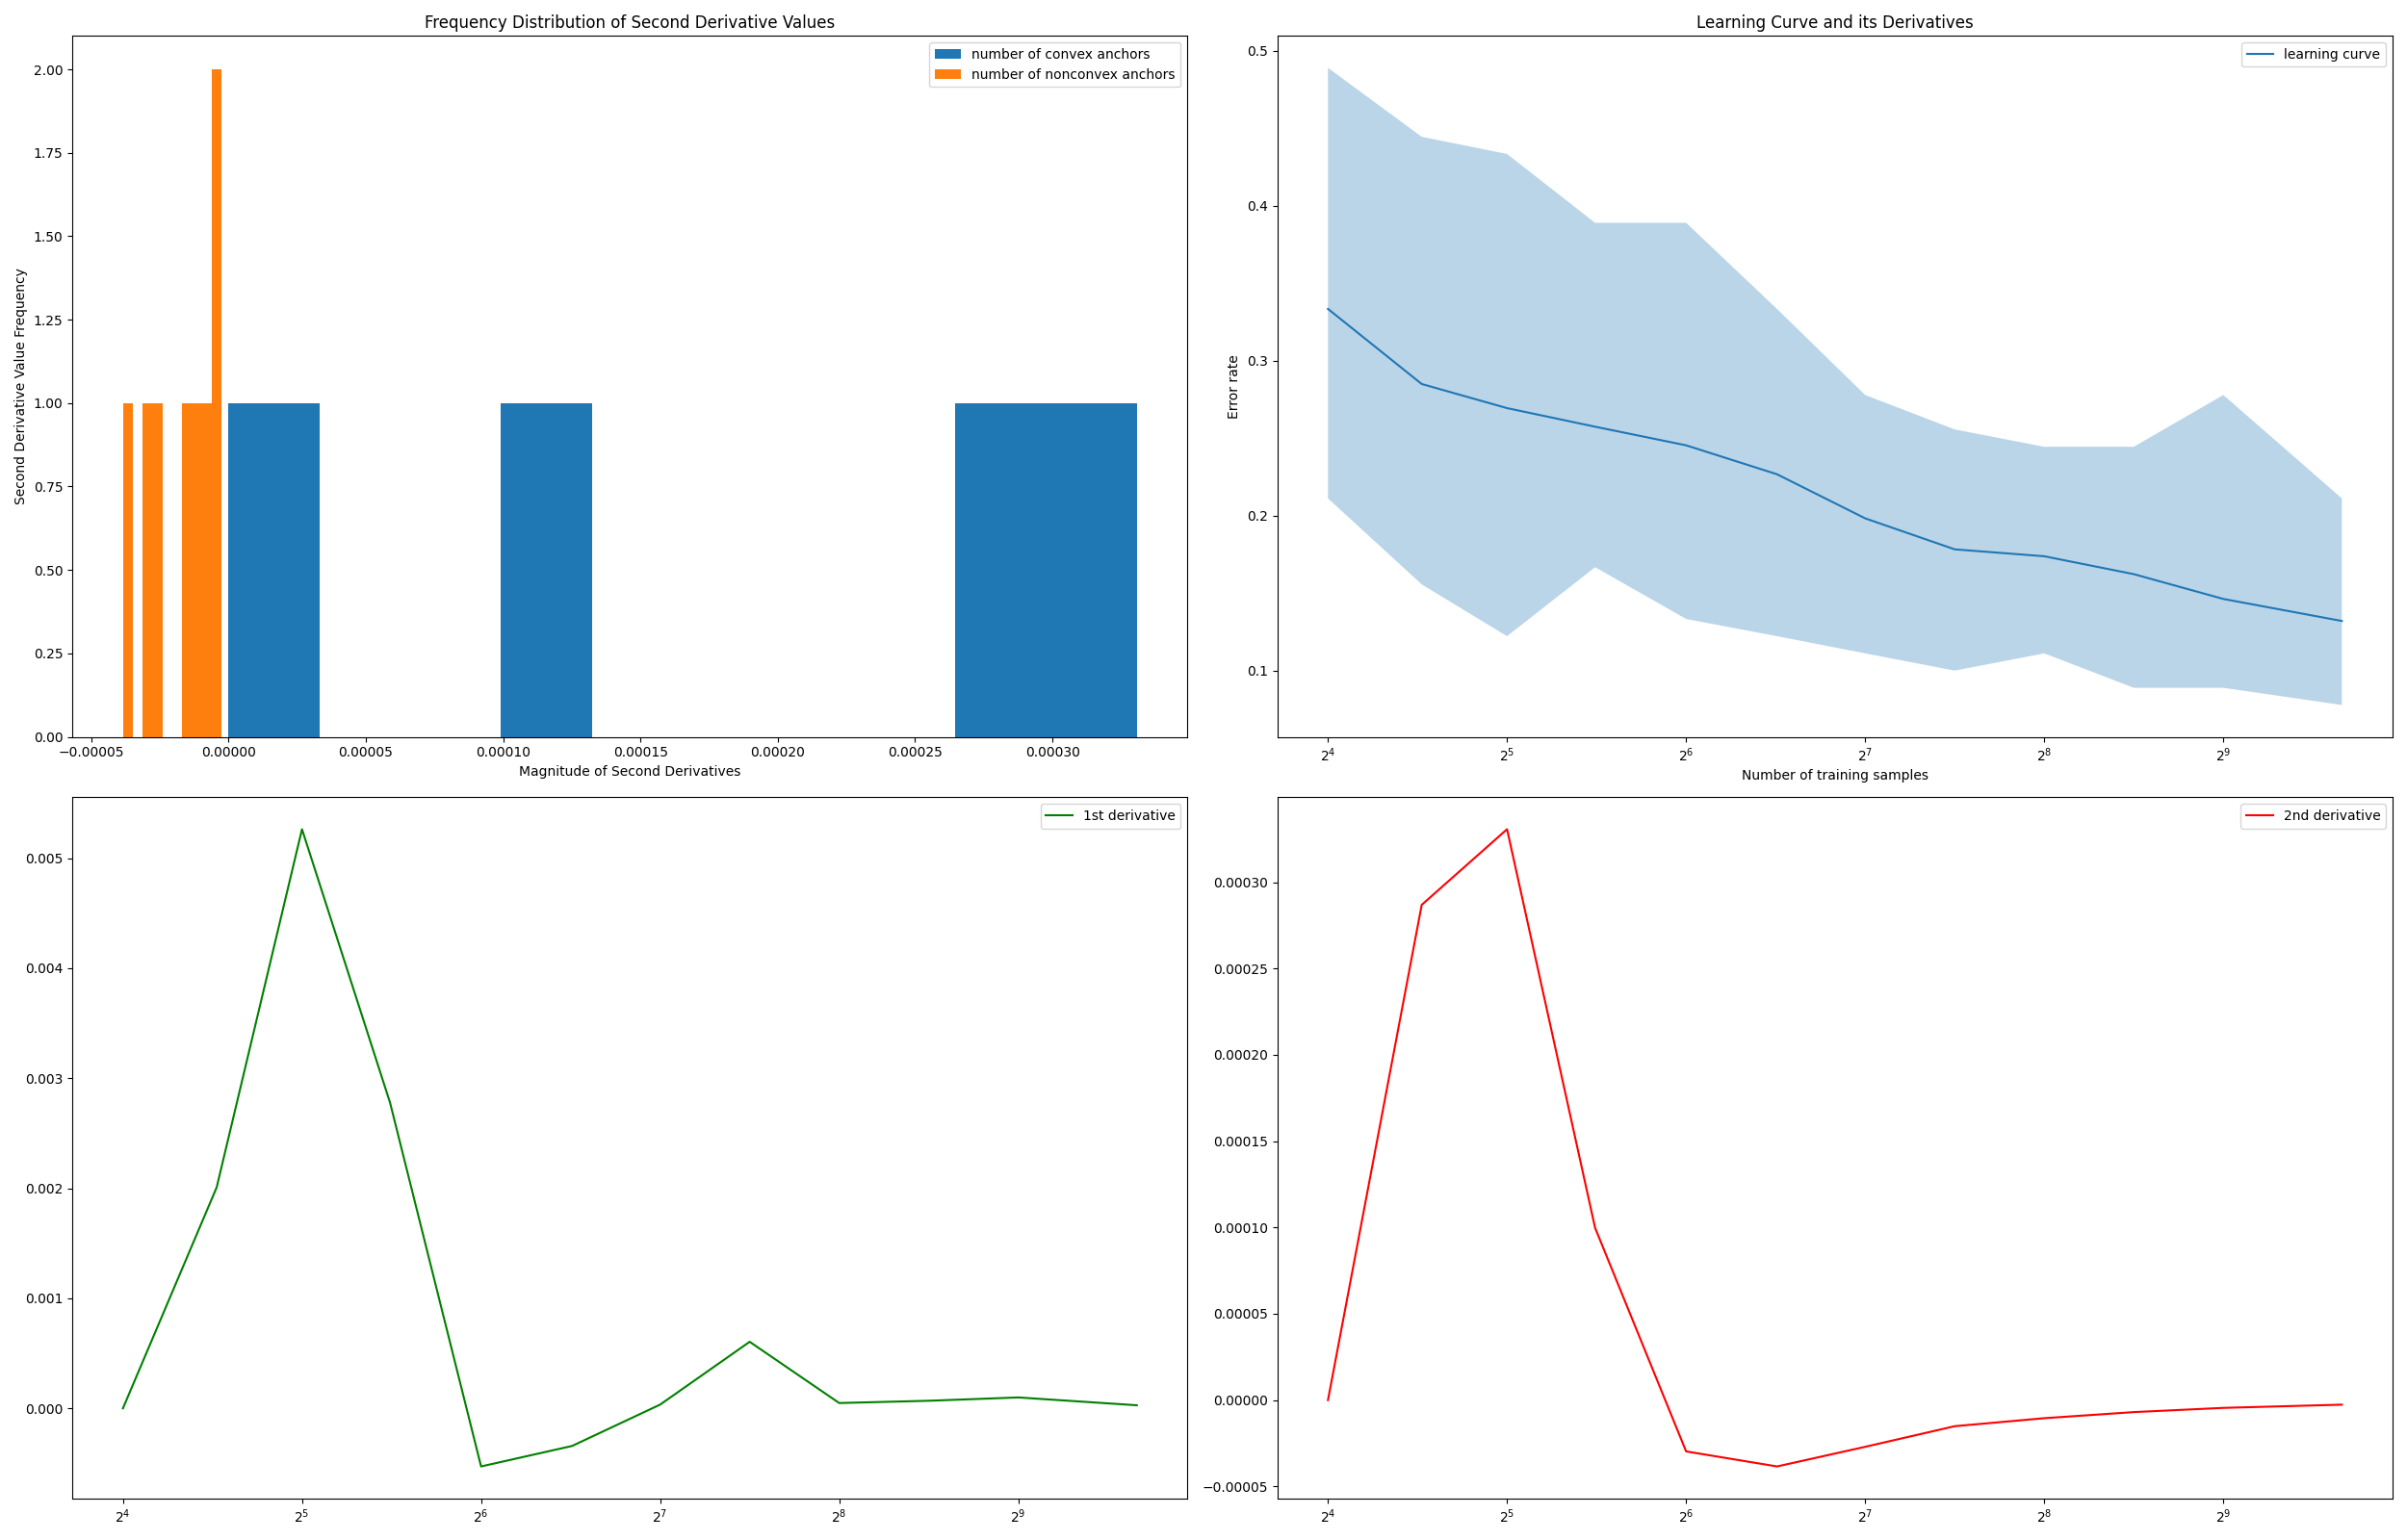 Frequency Distribution of Second Derivative Values
number of convex anchors
number of nonconvex anchors
Second Derivative Value Frequency
2.00
1.75
1.50
1.25
1.00
0.75
0.50
0.25
0.00
−0.00005 0.00000 0.00005 0.00010 0.00015 0.00020 0.00025 0.00030
Magnitude of Second Derivatives
Learning Curve and its Derivatives
learning curve
Error rate
0.5
0.4
0.3
0.2
0.1
2⁴ 2⁵ 2⁶ 2⁷ 2⁸ 2⁹
Number of training samples
1st derivative
0.005
0.004
0.003
0.002
0.001
0.000
2⁴ 2⁵ 2⁶ 2⁷ 2⁸ 2⁹
2nd derivative
0.00030
0.00025
0.00020
0.00015
0.00010
0.00005
0.00000
−0.00005
2⁴ 2⁵ 2⁶ 2⁷ 2⁸ 2⁹